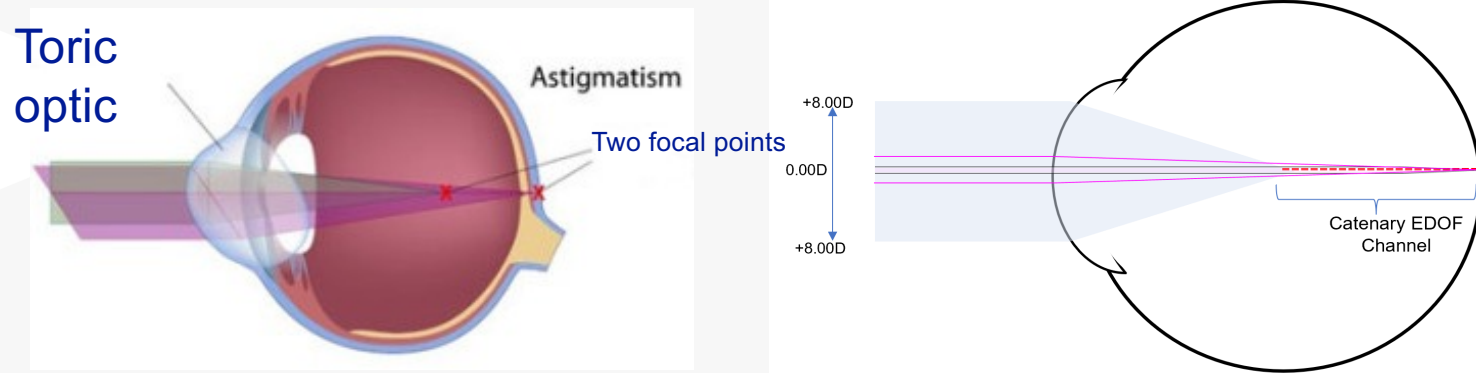 Toric
optic
Astigmatism
Two focal points
+8.00D
0.00D
+8.00D
Catenary EDOF
Channel